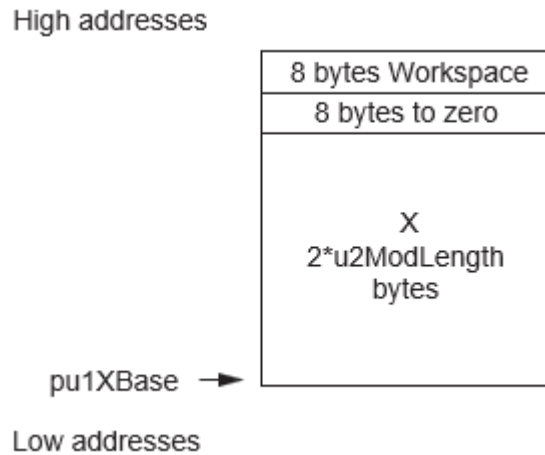 High addresses
8 bytes Workspace
8 bytes to zero
X
2*u2ModLength
bytes
pu1XBase
Low addresses